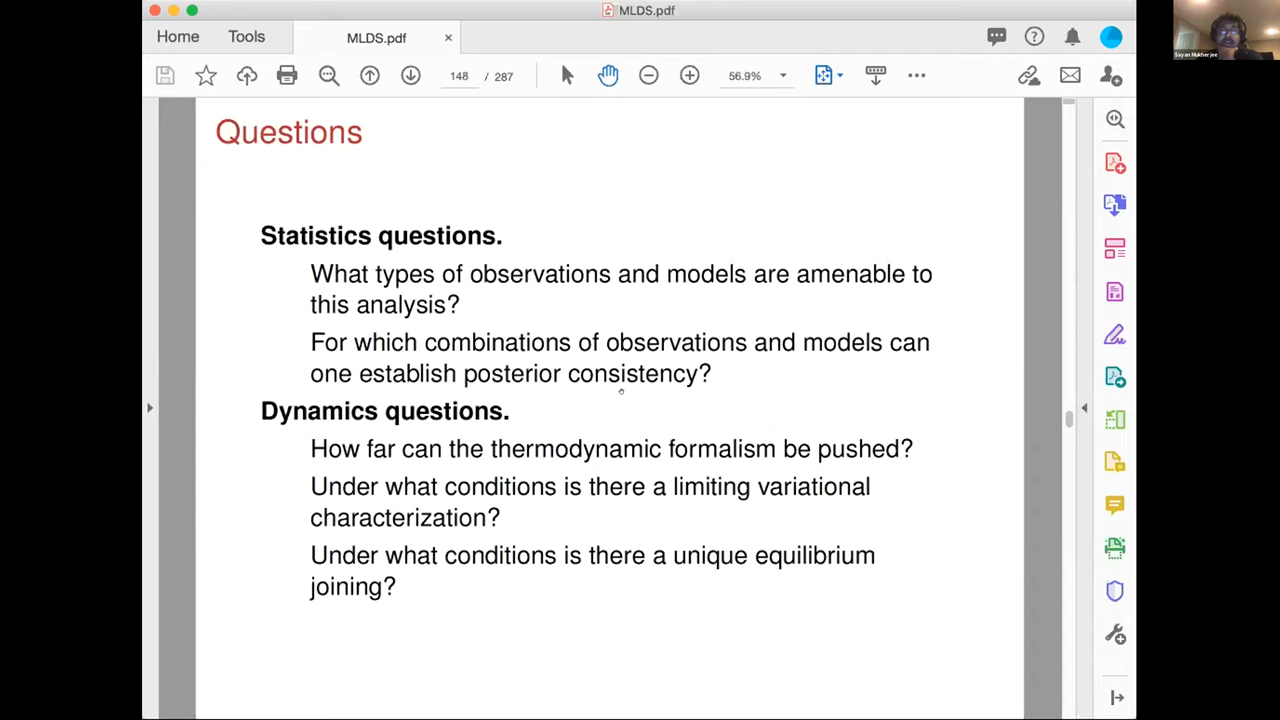 MLDS.pdf
Home
Tools
MLDS.pdf
×
148 / 287
56.9%
Sayan Mukherjee
Questions
Statistics questions.
What types of observations and models are amenable to
this analysis?
For which combinations of observations and models can
one establish posterior consistency?
Dynamics questions.
How far can the thermodynamic formalism be pushed?
Under what conditions is there a limiting variational
characterization?
Under what conditions is there a unique equilibrium
joining?